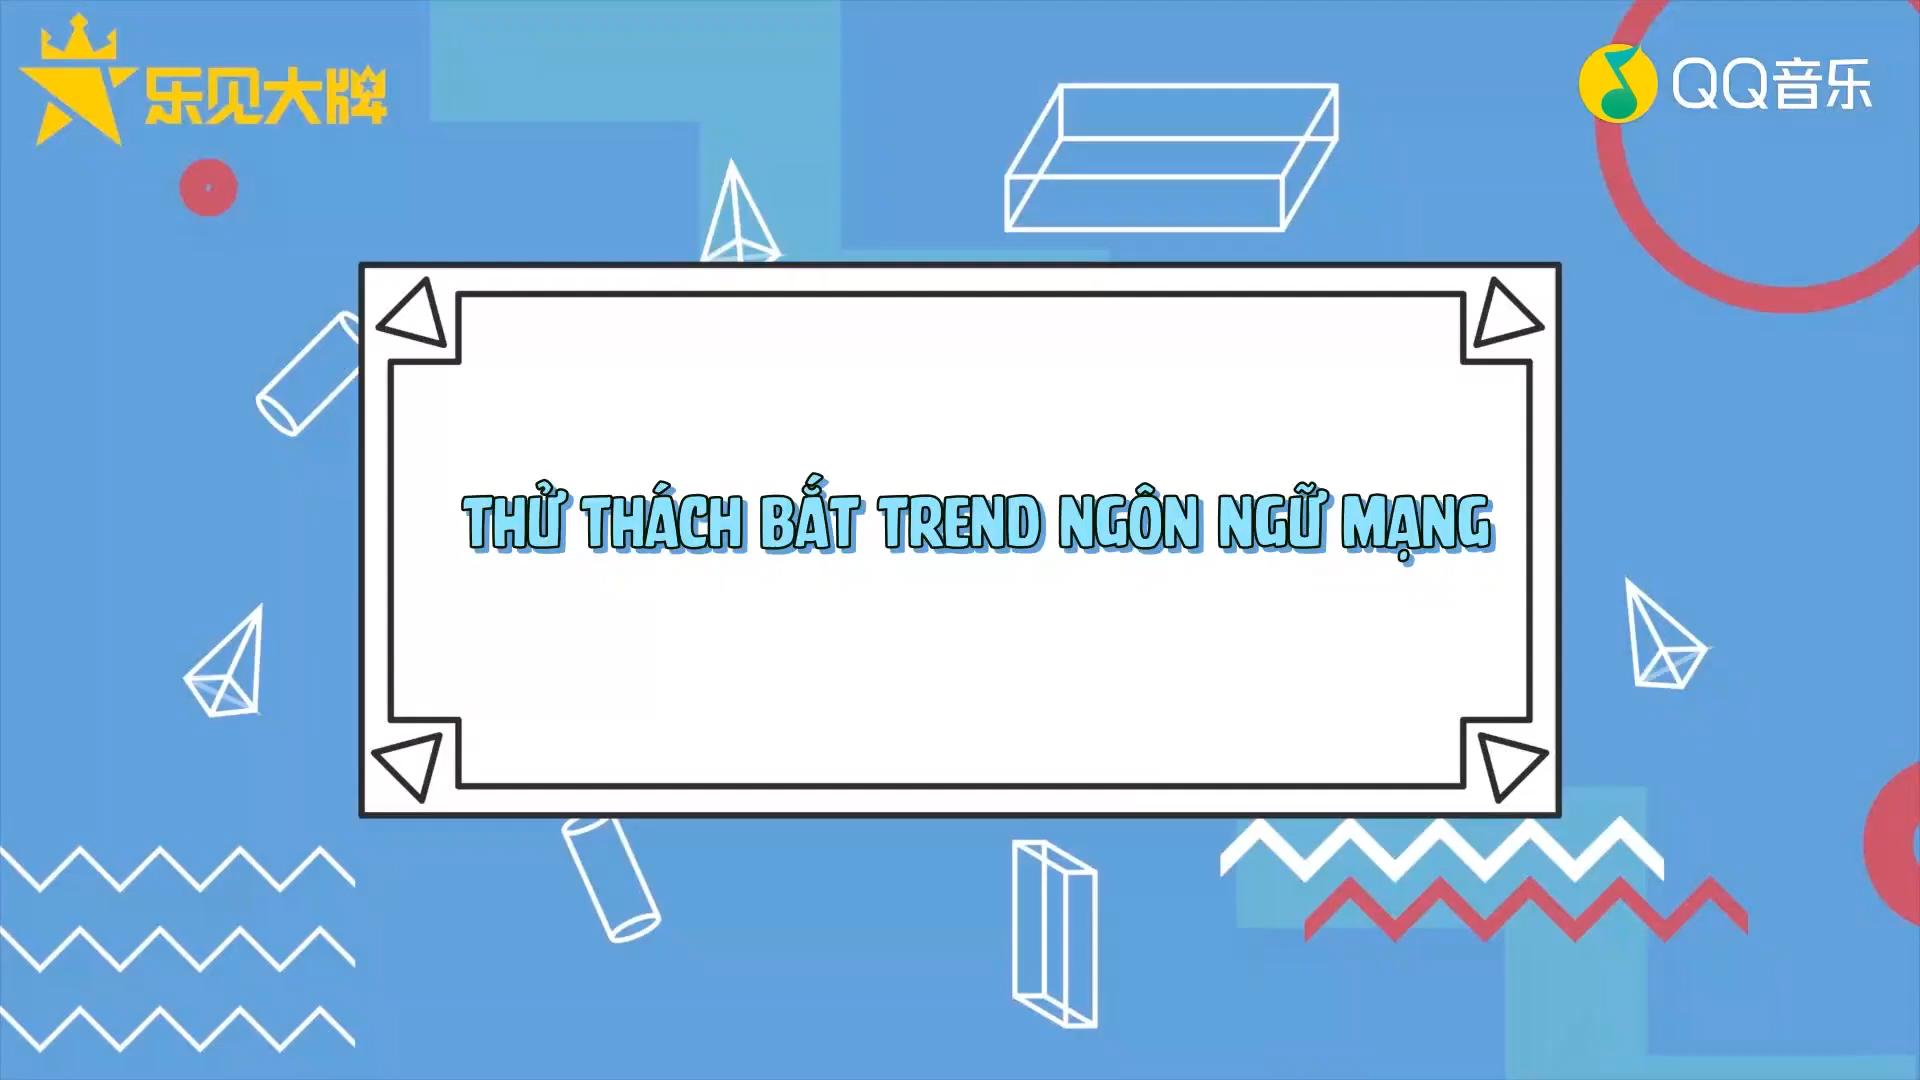 乐见大牌
QQ音乐
THỬ THÁCH BẮT TREND NGÔN NGỮ MẠNG